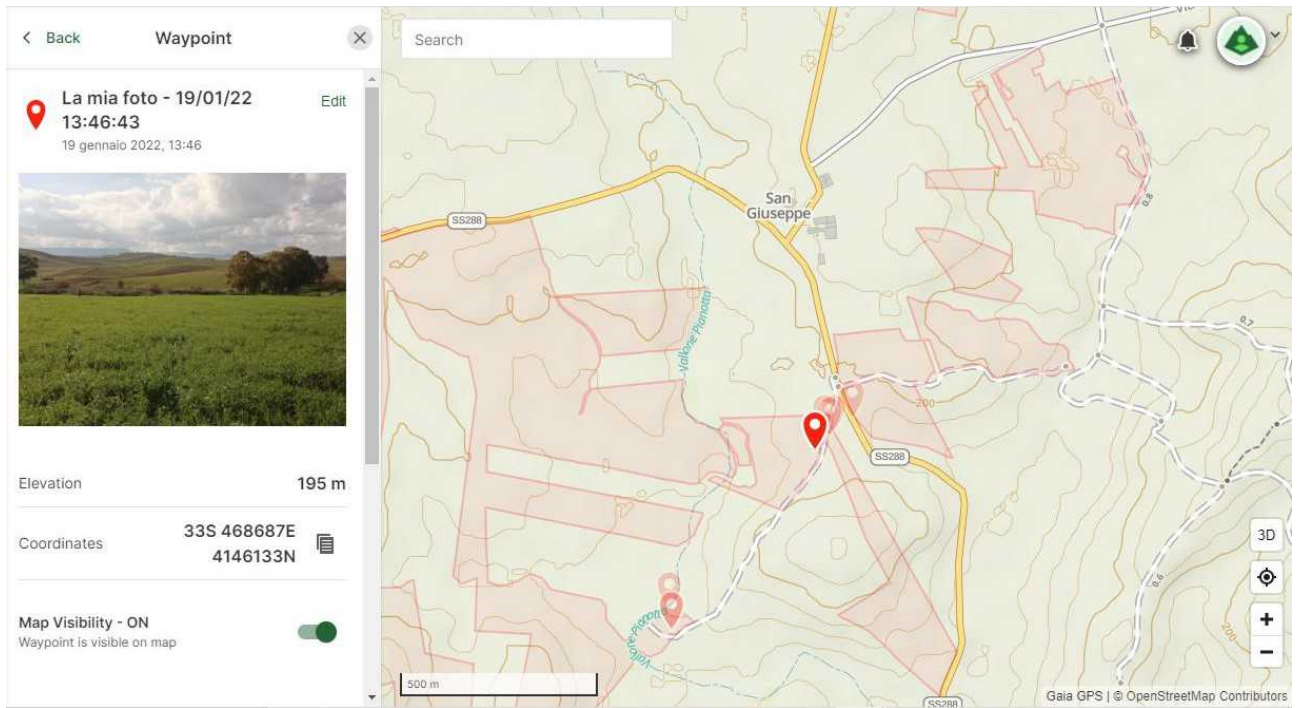 Back
Waypoint
La mia foto - 19/01/22
13:46:43
Edit
19 gennaio 2022, 13:46
Elevation
195 m
Coordinates
33S 468687E
4146133N
Map Visibility - ON
Waypoint is visible on map
Search
San
Giuseppe
SS288
Vallone Pianotta
0.8
0.7
200
SS288
0.6
Vallone Pianotta
200
500 m
SS288
3D
+
−
Gaia GPS | © OpenStreetMap Contributors